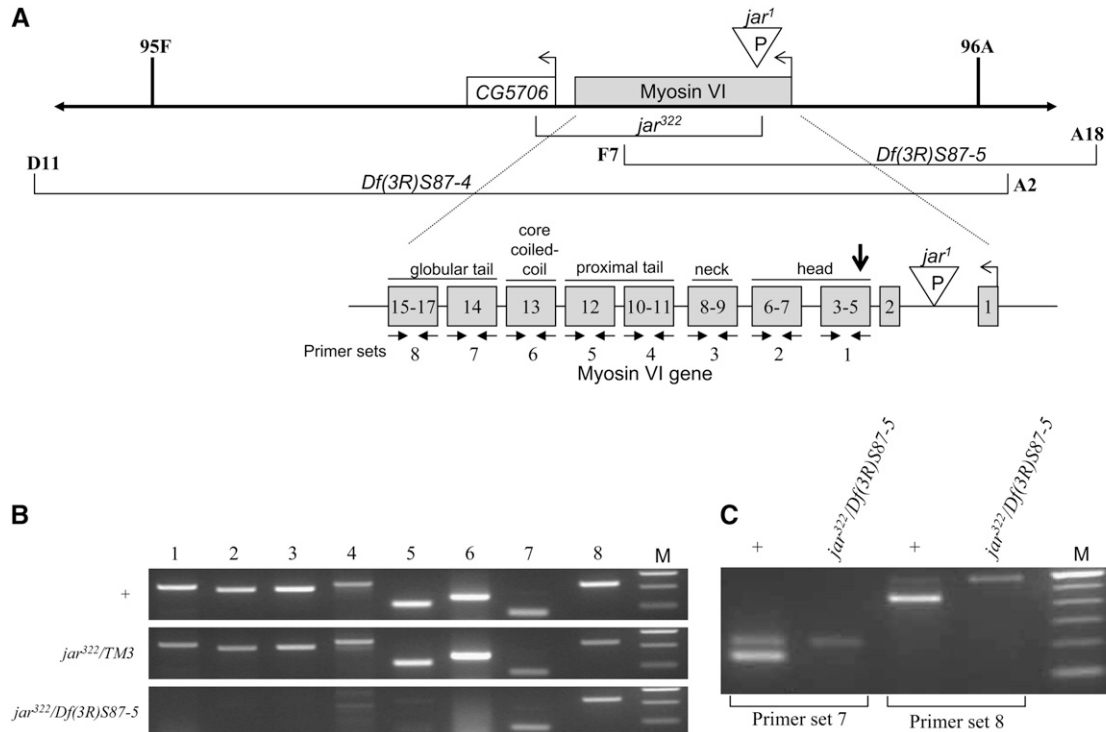 A
jar1
P
95F
96A
CG5706
Myosin VI
jar322
A18
F7
Df(3R)S87-5
D11
Df(3R)S87-4
A2
core
coiled-
coil
jar1
globular tail
proximal tail
neck
head
P
15-17
14
13
12
10-11
8-9
6-7
3-5
2
1
Primer sets
8
7
6
5
4
3
2
1
Myosin VI gene
B
1 2 3 4 5 6 7 8 M
+
jar322/TM3
jar322/Df(3R)S87-5
C
+
jar322/Df(3R)S87-5
+
jar322/Df(3R)S87-5
M
Primer set 7
Primer set 8